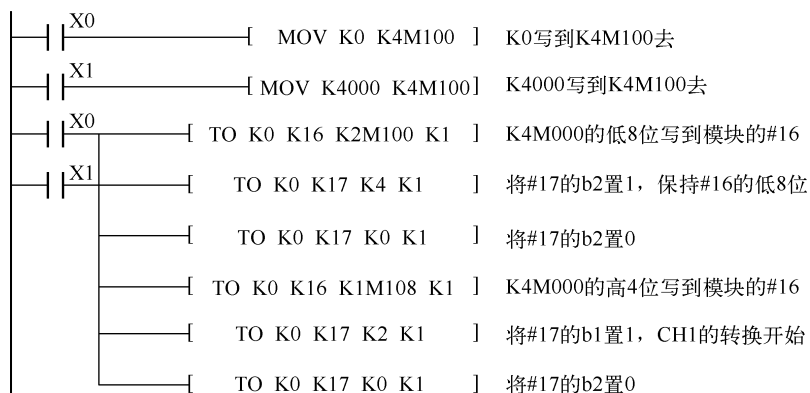 X0 [ MOV K0 K4M100 ] K0写到K4M100去
X1 [ MOV K4000 K4M100 ] K4000写到K4M100去
X0 [ TO K0 K16 K2M100 K1 ] K4M000的低8位写到模块的#16
X1 [ TO K0 K17 K4 K1 ] 将#17的b2置1，保持#16的低8位
[ TO K0 K17 K0 K1 ] 将#17的b2置0
[ TO K0 K16 K1M108 K1 ] K4M000的高4位写到模块的#16
[ TO K0 K17 K2 K1 ] 将#17的b1置1，CH1的转换开始
[ TO K0 K17 K0 K1 ] 将#17的b2置0